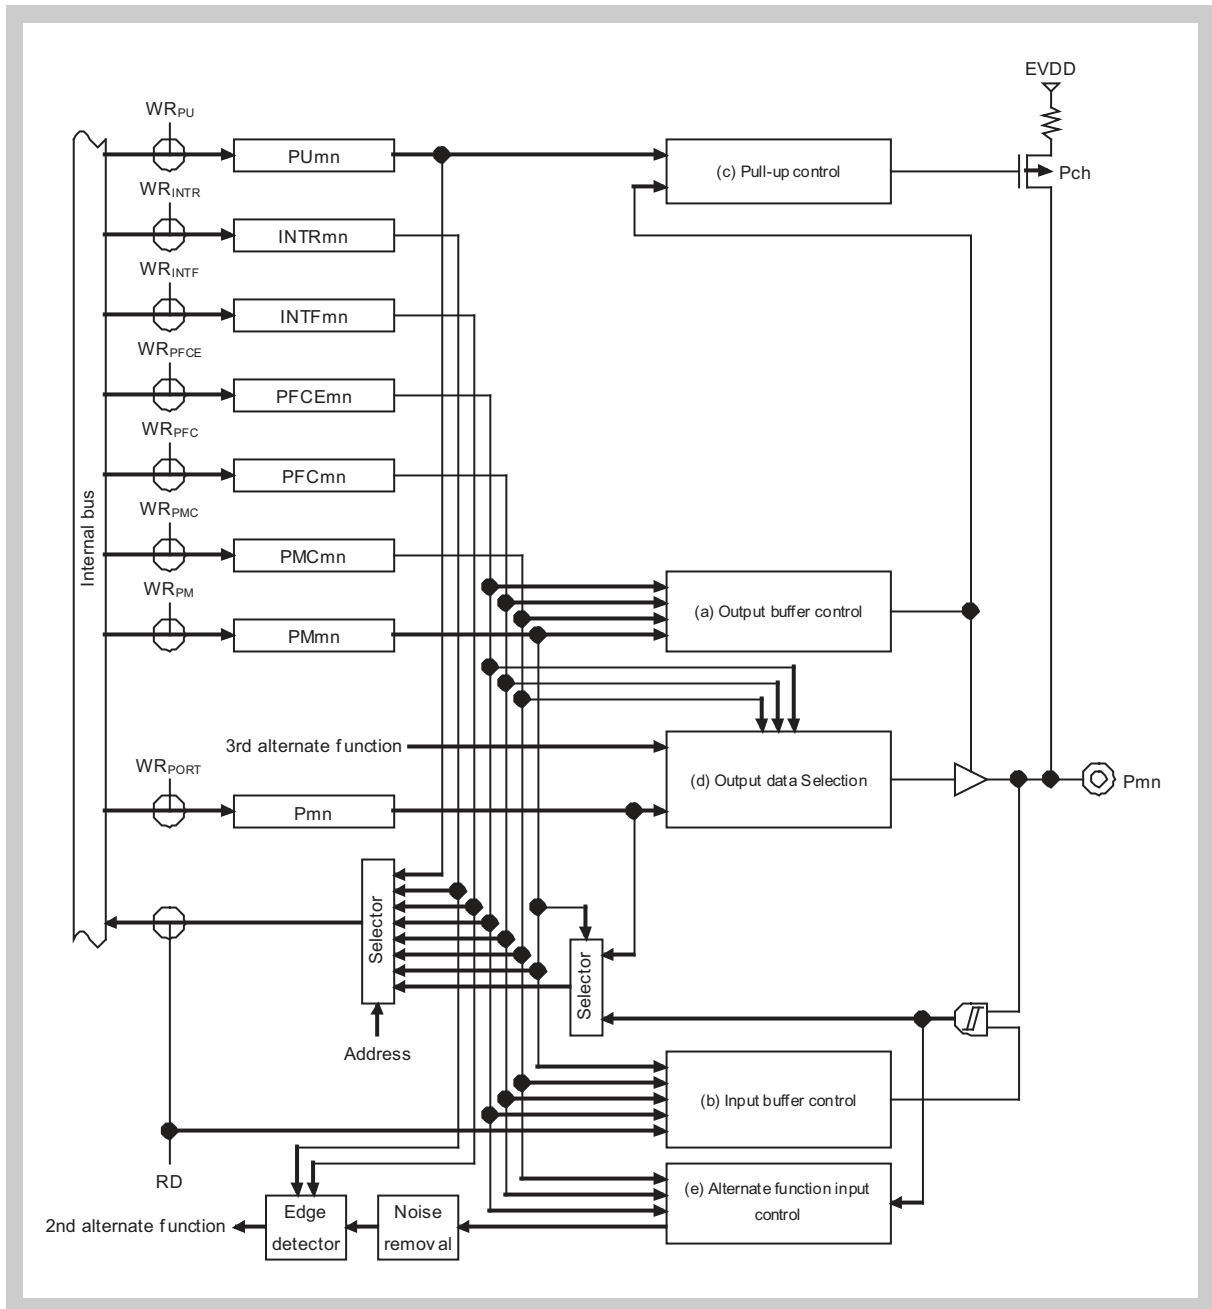 EVDD
WRPU
PUmn
(c) Pull-up control
Pch
WRINTR
INTRmn
WRINTF
INTFmn
WRPFCE
PFCEmn
WRPFC
PFCmn
Internal bus
WRPMC
PMCmn
WRPM
PMmn
(a) Output buffer control
3rd alternate function
WRPORT
Pmn
(d) Output data Selection
Pmn
Selector
Selector
Address
(b) Input buffer control
RD
(e) Alternate function input
control
2nd alternate function
Edge
detector
Noise
removal